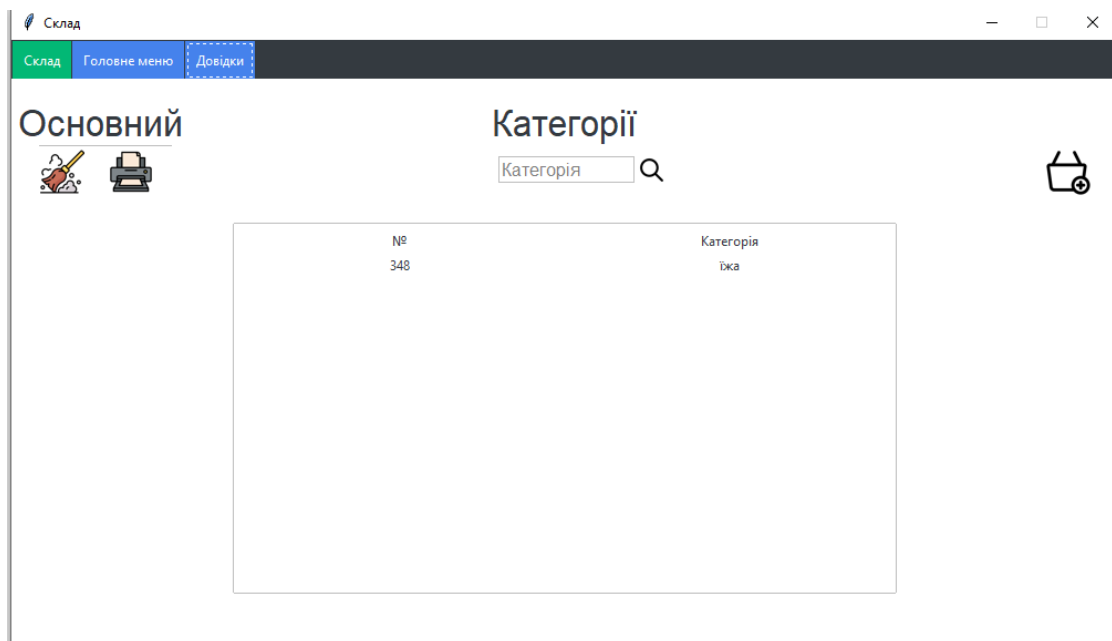 Склад
Склад Головне меню Довідки
Основний Категорії
Категорія
№ Категорія
348 їжа